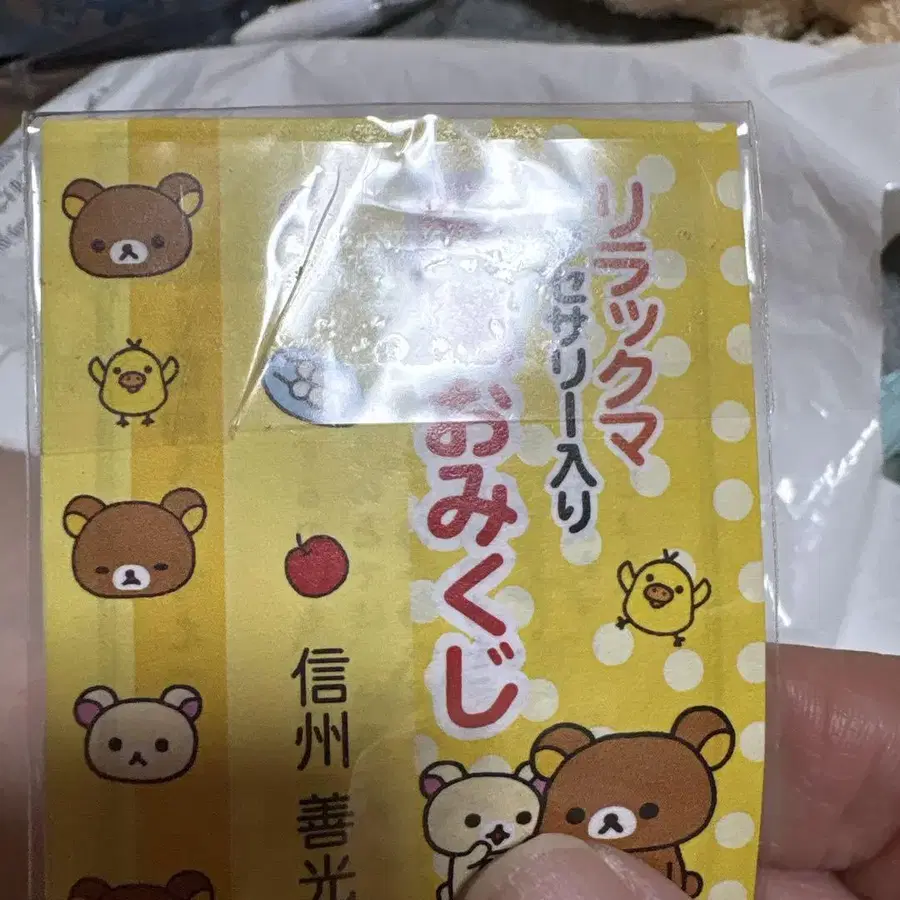 リラックマ
セサリー入り
おみくじ
信州 善光